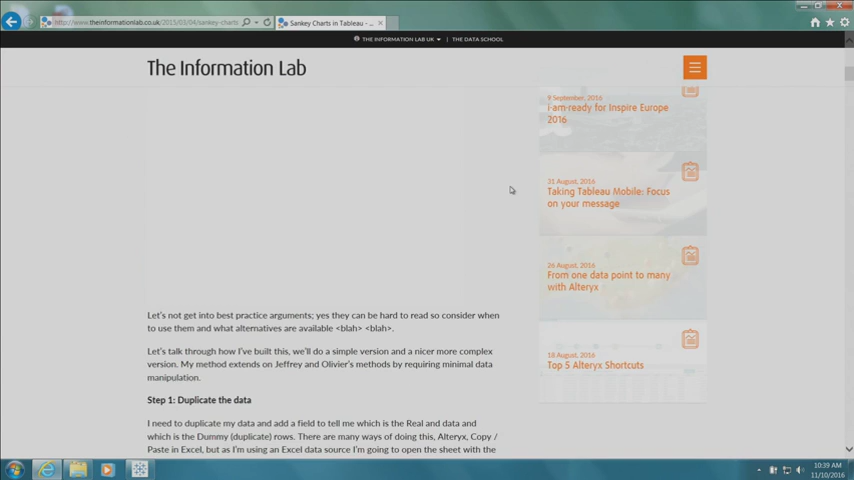 http://www.theinformationlab.co.uk/2015/03/04/sankey-charts
Sankey Charts in Tableau - ...
THE INFORMATION LAB UK
THE DATA SCHOOL
The Information Lab
9 September, 2016
i-am-ready for Inspire Europe
2016
31 August, 2016
Taking Tableau Mobile: Focus
on your message
26 August, 2016
From one data point to many
with Alteryx
18 August, 2016
Top 5 Alteryx Shortcuts
Let's not get into best practice arguments; yes they can be hard to read so consider when
to use them and what alternatives are available <blah> <blah>.
Let's talk through how I've built this, we'll do a simple version and a nicer more complex
version. My method extends on Jeffrey and Olivier's methods by requiring minimal data
manipulation.
Step 1: Duplicate the data
I need to duplicate my data and add a field to tell me which is the Real and data and
which is the Dummy (duplicate) rows. There are many ways of doing this, Alteryx, Copy /
Paste in Excel, but as I'm using an Excel data source I'm going to open the sheet with the
10:39 AM
11/10/2016